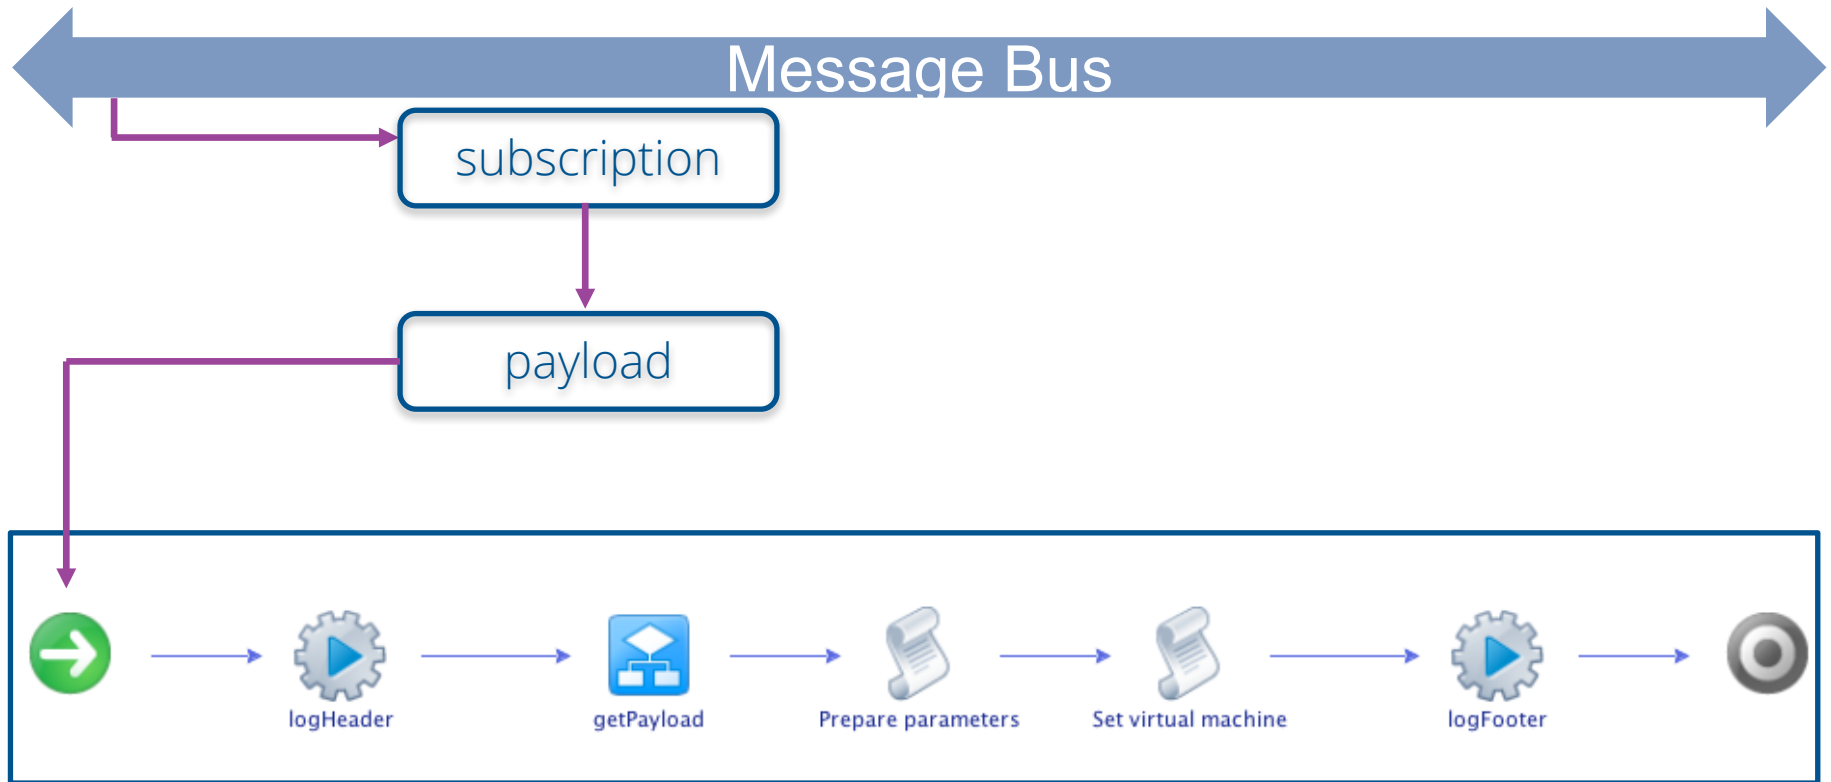 Message Bus
subscription
payload
logHeader
getPayload
Prepare parameters
Set virtual machine
logFooter